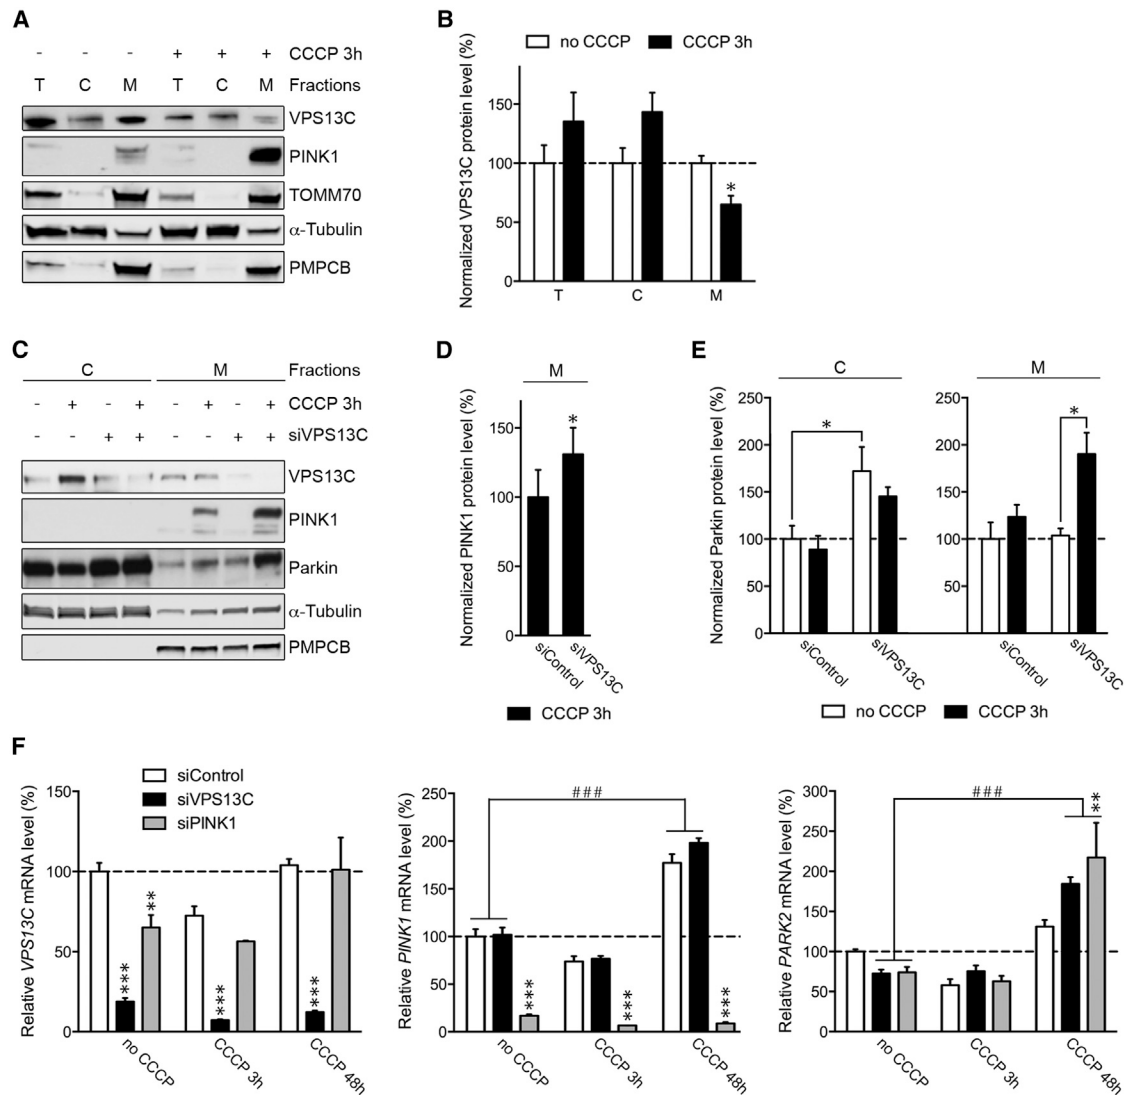 A
- - - + + + CCCP 3h
T C M T C M Fractions
VPS13C
PINK1
TOMM70
α-Tubulin
PMPCB
B
no CCCP CCCP 3h
Normalized VPS13C protein level (%)
150
100
50
0
*
T C M
C
C M Fractions
- + - + - + - + CCCP 3h
- - + + - - + + siVPS13C
VPS13C
PINK1
Parkin
α-Tubulin
PMPCB
D
M
Normalized PINK1 protein level (%)
150
100
50
0
*
siControl siVPS13C
CCCP 3h
E
C M
Normalized Parkin protein level (%)
250
200
150
100
50
0
*
siControl siVPS13C
250
200
150
100
50
*
siControl siVPS13C
no CCCP CCCP 3h
F
siControl
siVPS13C
siPINK1
Relative VPS13C mRNA level (%)
150
100
50
0
*** ** *** ***
no CCCP CCCP 3h CCCP 48h
Relative PINK1 mRNA level (%)
250
200
150
100
50
0
###
*** *** ***
no CCCP CCCP 3h CCCP 48h
Relative PARK2 mRNA level (%)
300
250
200
150
100
50
0
###
**
no CCCP CCCP 3h CCCP 48h